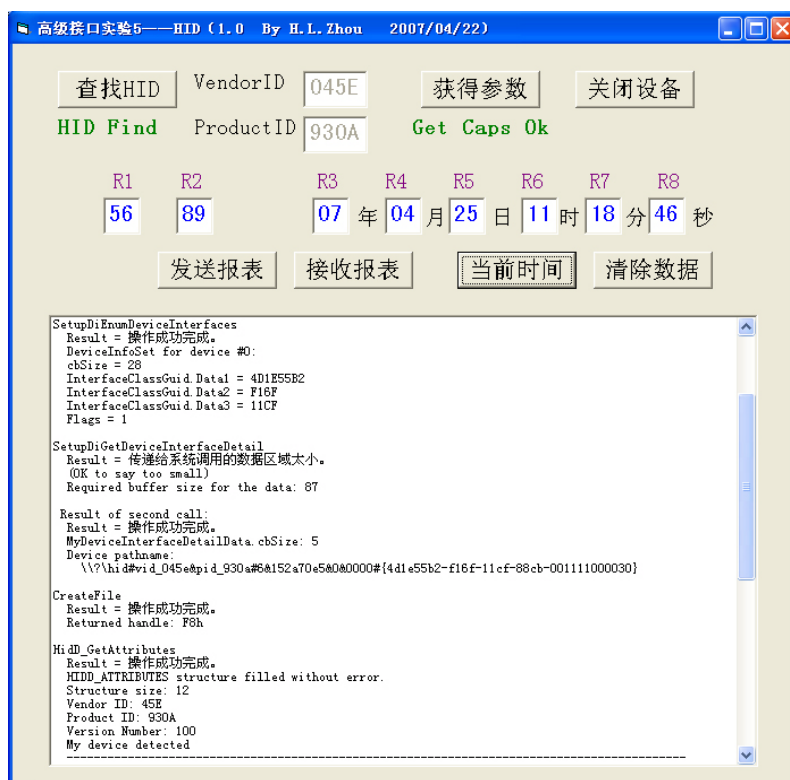 高级接口实验5——HID (1.0 By H.L.Zhou 2007/04/22)
查找HID VendorID 045E 获得参数 关闭设备
HID Find ProductID 930A Get Caps Ok
R1 R2 R3 R4 R5 R6 R7 R8
56 89 07 年 04 月 25 日 11 时 18 分 46 秒
发送报表 接收报表 当前时间 清除数据
SetupDiEnumDeviceInterfaces
Result = 操作成功完成。
DeviceInfoSet for device #0:
cbSize = 28
InterfaceClassGuid.Data1 = 4D1E55B2
InterfaceClassGuid.Data2 = F16F
InterfaceClassGuid.Data3 = 11CF
Flags = 1
SetupDiGetDeviceInterfaceDetail
Result = 传递给系统调用的数据区域太小。
(OK to say too small)
Required buffer size for the data: 87
Result of second call:
Result = 操作成功完成。
MyDeviceInterfaceDetailData.cbSize: 5
Device pathname:
\\?\hid#vid_045e&pid_930a#6&152a70e5&0&0000#{4d1e55b2-f16f-11cf-88cb-001111000030}
CreateFile
Result = 操作成功完成。
Returned handle: F8h
HidD_GetAttributes
Result = 操作成功完成。
HIDD_ATTRIBUTES structure filled without error.
Structure size: 12
Vendor ID: 45E
Product ID: 930A
Version Number: 100
My device detected